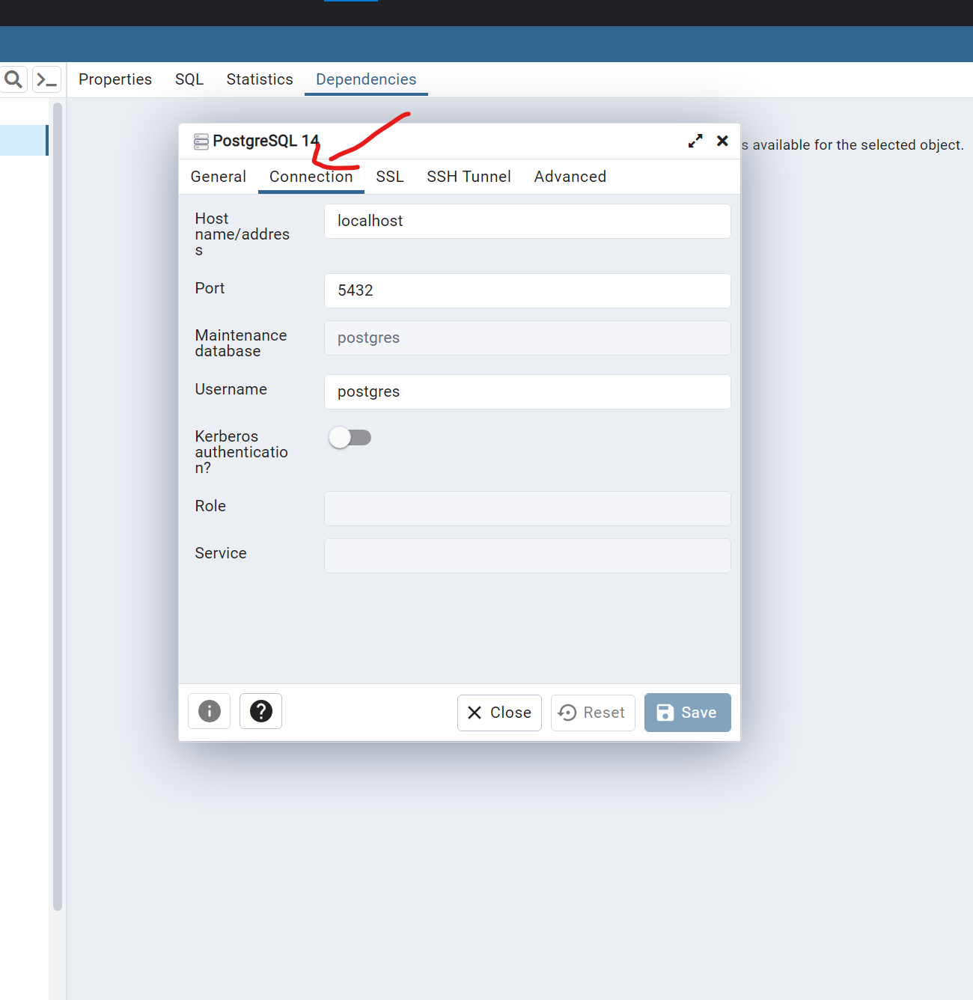 Properties SQL Statistics Dependencies
s available for the selected object.
PostgreSQL 14
General Connection SSL SSH Tunnel Advanced
Host
name/addres
s
localhost
Port
5432
Maintenance
database
postgres
Username
postgres
Kerberos
authenticatio
n?
Role
Service
Close Reset Save